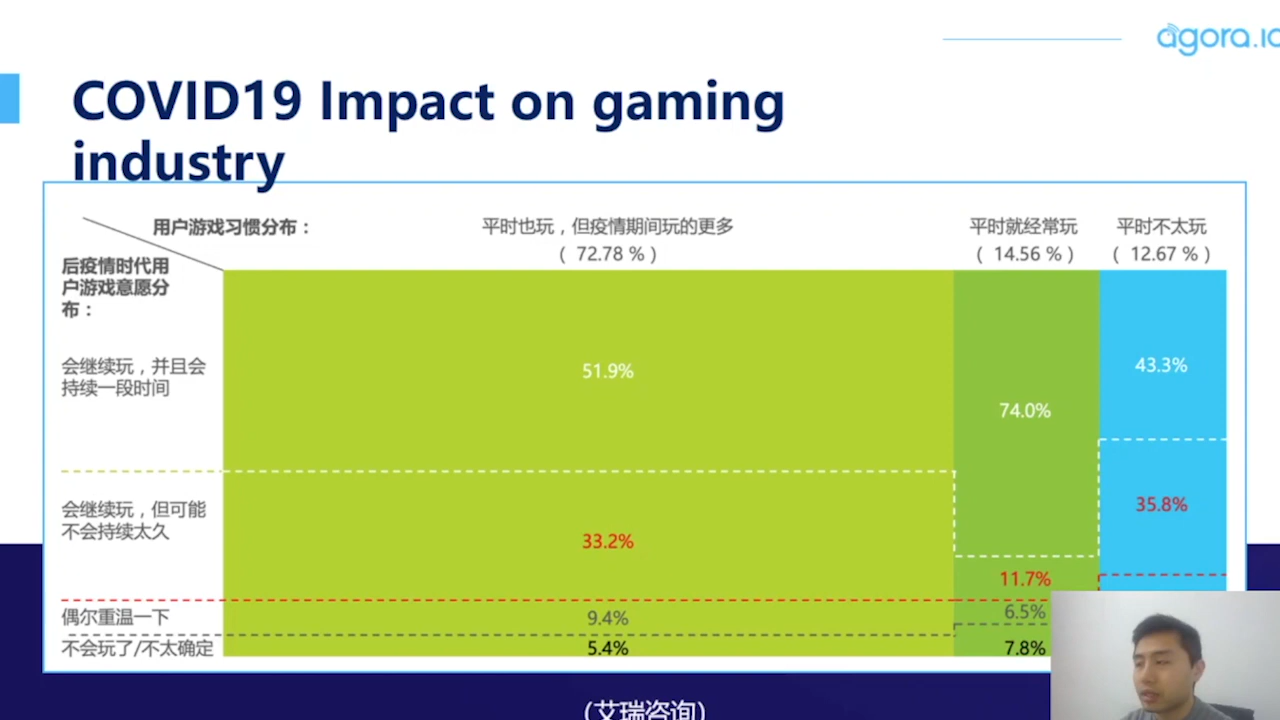 agora.io
COVID19 Impact on gaming
industry
用户游戏习惯分布：
平时也玩，但疫情期间玩的更多
（ 72.78 % ）
平时就经常玩
（ 14.56 % ）
平时不太玩
（ 12.67 % ）
后疫情时代用
户游戏意愿分
布：
会继续玩，并且会
持续一段时间
51.9%
74.0%
43.3%
会继续玩，但可能
不会持续太久
33.2%
11.7%
35.8%
偶尔重温一下
9.4%
6.5%
不会玩了/不太确定
5.4%
7.8%
(艾瑞咨询)